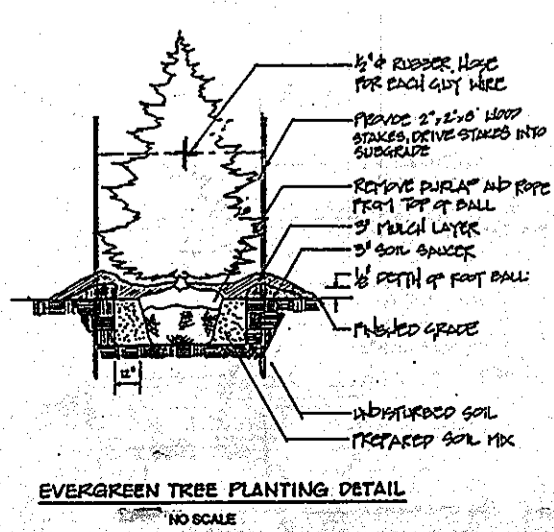 1/2" φ RUBBER HOSE
FOR EACH GUY WIRE
PROVIDE 2"x2"x8' WOOD
STAKES, DRIVE STAKES INTO
SUBGRADE
REMOVE BURLAP AND ROPE
FROM TOP OF BALL
3" MULCH LAYER
3" SOIL SAUCER
DEPTH OF ROOT BALL
FINISHED GRADE
12"
UNDISTURBED SOIL
PREPARED SOIL MIX
EVERGREEN TREE PLANTING DETAIL
NO SCALE